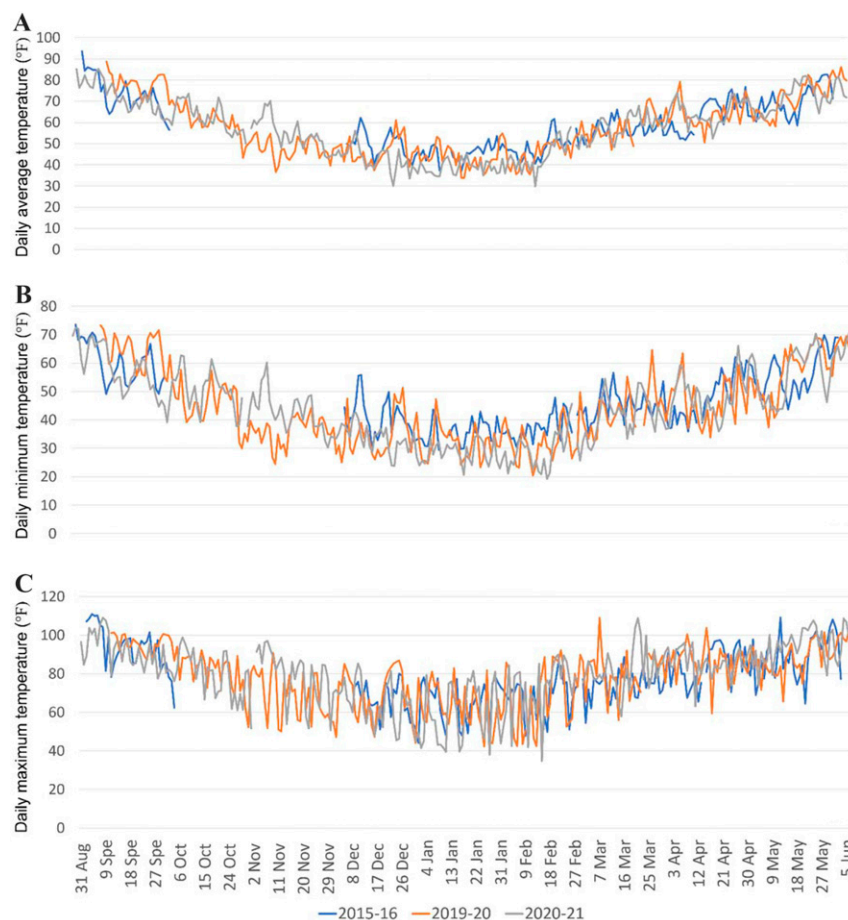 A
Daily average temperature (°F)
100
90
80
70
60
50
40
30
20
10
0
B
Daily minimum temperature (°F)
80
70
60
50
40
30
20
10
0
C
Daily maximum temperature (°F)
120
100
80
60
40
20
0
31 Aug
9 Spe
18 Spe
27 Spe
6 Oct
15 Oct
24 Oct
2 Nov
11 Nov
20 Nov
29 Nov
8 Dec
17 Dec
26 Dec
4 Jan
13 Jan
22 Jan
31 Jan
9 Feb
18 Feb
27 Feb
7 Mar
16 Mar
25 Mar
3 Apr
12 Apr
21 Apr
30 Apr
9 May
18 May
27 May
5 Jun
2015-16 2019-20 2020-21